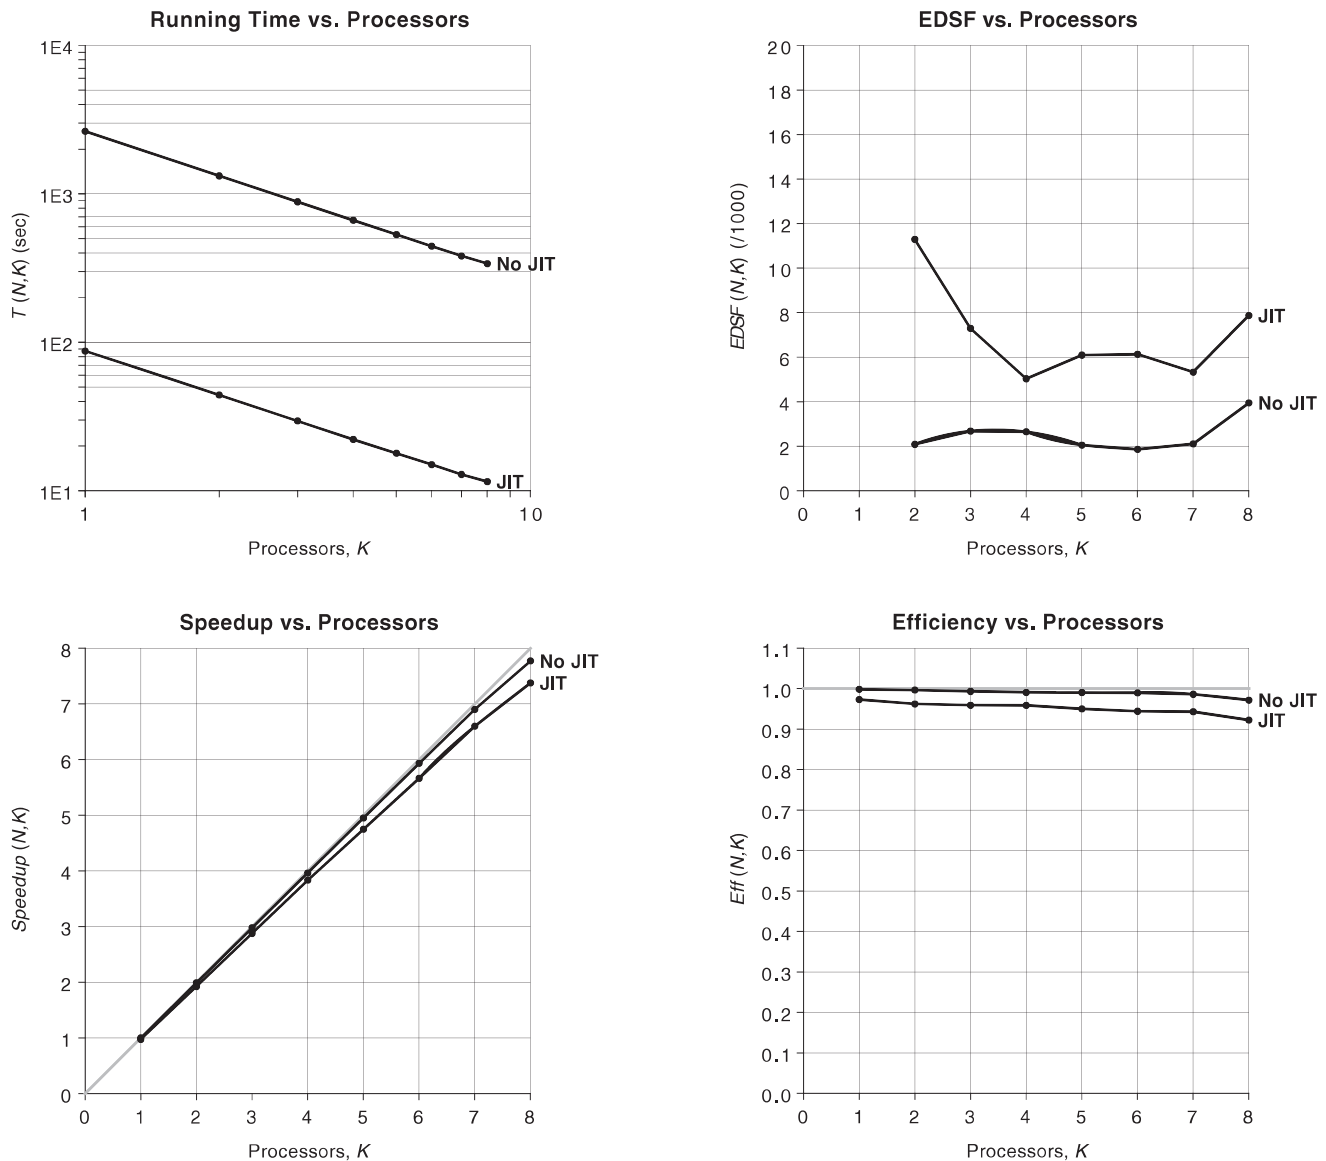 Running Time vs. Processors
1E4
1E3
1E2
1E1
T (N,K) (sec)
No JIT
JIT
1
10
Processors, K
EDSF vs. Processors
20
18
16
14
12
10
8
6
4
2
0
EDSF (N,K) (/1000)
JIT
No JIT
0 1 2 3 4 5 6 7 8
Processors, K
Speedup vs. Processors
8
7
6
5
4
3
2
1
0
Speedup (N,K)
No JIT
JIT
0 1 2 3 4 5 6 7 8
Processors, K
Efficiency vs. Processors
1.1
1.0
0.9
0.8
0.7
0.6
0.5
0.4
0.3
0.2
0.1
0.0
Eff (N,K)
No JIT
JIT
0 1 2 3 4 5 6 7 8
Processors, K